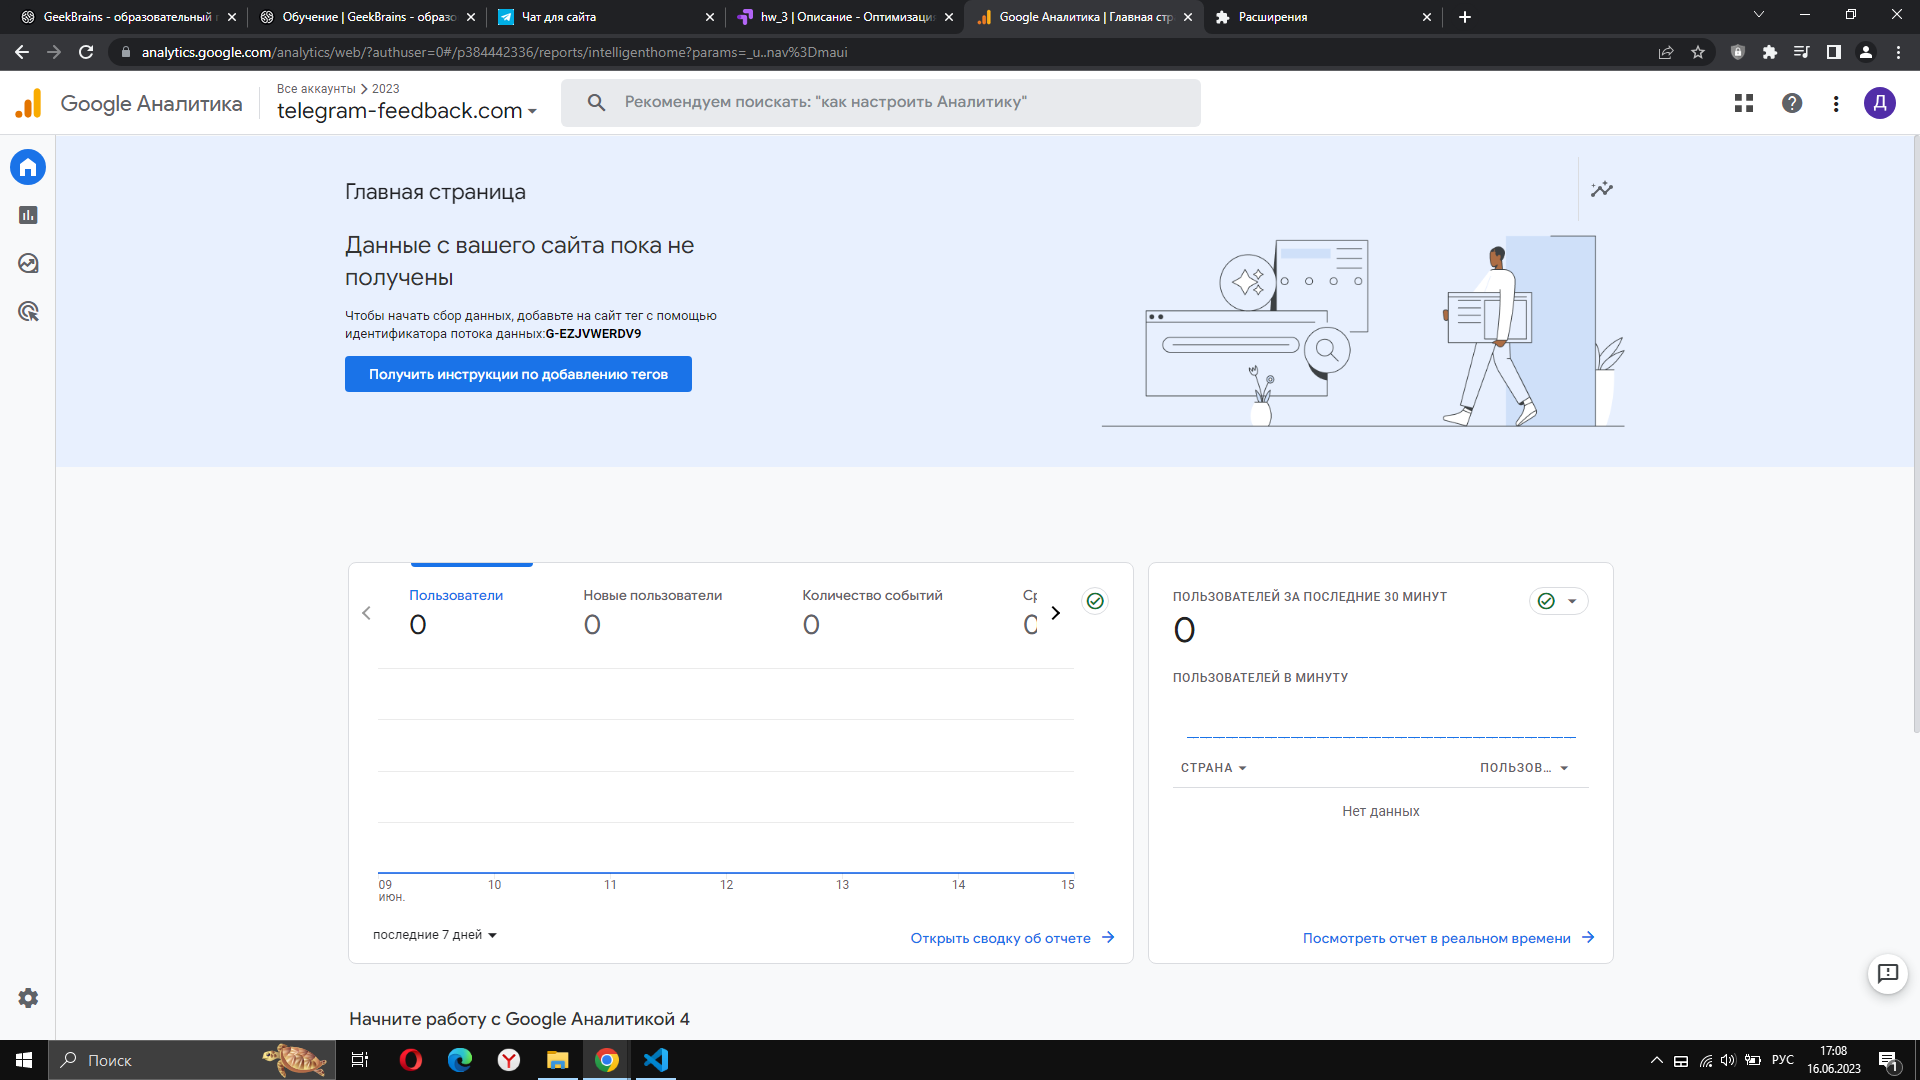 GeekBrains - образовательный
Обучение | GeekBrains - образо
Чат для сайта
hw_3 | Описание - Оптимизаци
Google Аналитика | Главная стр
Расширения
analytics.google.com/analytics/web/?authuser=0#/p384442336/reports/intelligenthome?params=_u..nav%3Dmaui
Google Аналитика
Все аккаунты > 2023
telegram-feedback.com
Рекомендуем поискать: "как настроить Аналитику"
Д
Главная страница
Данные с вашего сайта пока не
получены
Чтобы начать сбор данных, добавьте на сайт тег с помощью
идентификатора потока данных:G-EZJVWERDV9
Получить инструкции по добавлению тегов
Пользователи
0
Новые пользователи
0
Количество событий
0
Ср
0
09
июн.
10
11
12
13
14
15
последние 7 дней
Открыть сводку об отчете
ПОЛЬЗОВАТЕЛЕЙ ЗА ПОСЛЕДНИЕ 30 МИНУТ
0
ПОЛЬЗОВАТЕЛЕЙ В МИНУТУ
СТРАНА
ПОЛЬЗОВ...
Нет данных
Посмотреть отчет в реальном времени
Начните работу с Google Аналитикой 4
Поиск
РУС
17:08
16.06.2023
1